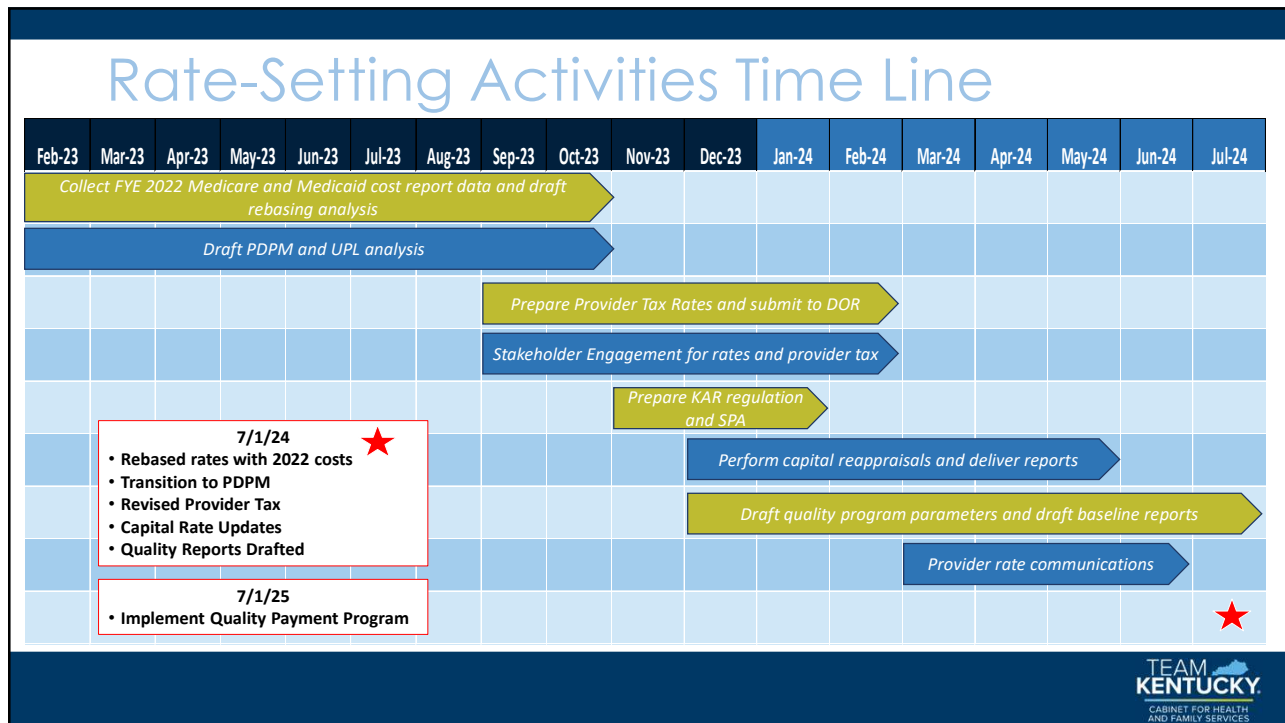 Rate-Setting Activities Time Line
Feb-23 Mar-23 Apr-23 May-23 Jun-23 Jul-23 Aug-23 Sep-23 Oct-23 Nov-23 Dec-23 Jan-24 Feb-24 Mar-24 Apr-24 May-24 Jun-24 Jul-24
Collect FYE 2022 Medicare and Medicaid cost report data and draft
rebasing analysis
Draft PDPM and UPL analysis
Prepare Provider Tax Rates and submit to DOR
Stakeholder Engagement for rates and provider tax
Prepare KAR regulation
and SPA
Perform capital reappraisals and deliver reports
Draft quality program parameters and draft baseline reports
Provider rate communications
7/1/24
• Rebased rates with 2022 costs
• Transition to PDPM
• Revised Provider Tax
• Capital Rate Updates
• Quality Reports Drafted
7/1/25
• Implement Quality Payment Program
TEAM
KENTUCKY.
CABINET FOR HEALTH
AND FAMILY SERVICES